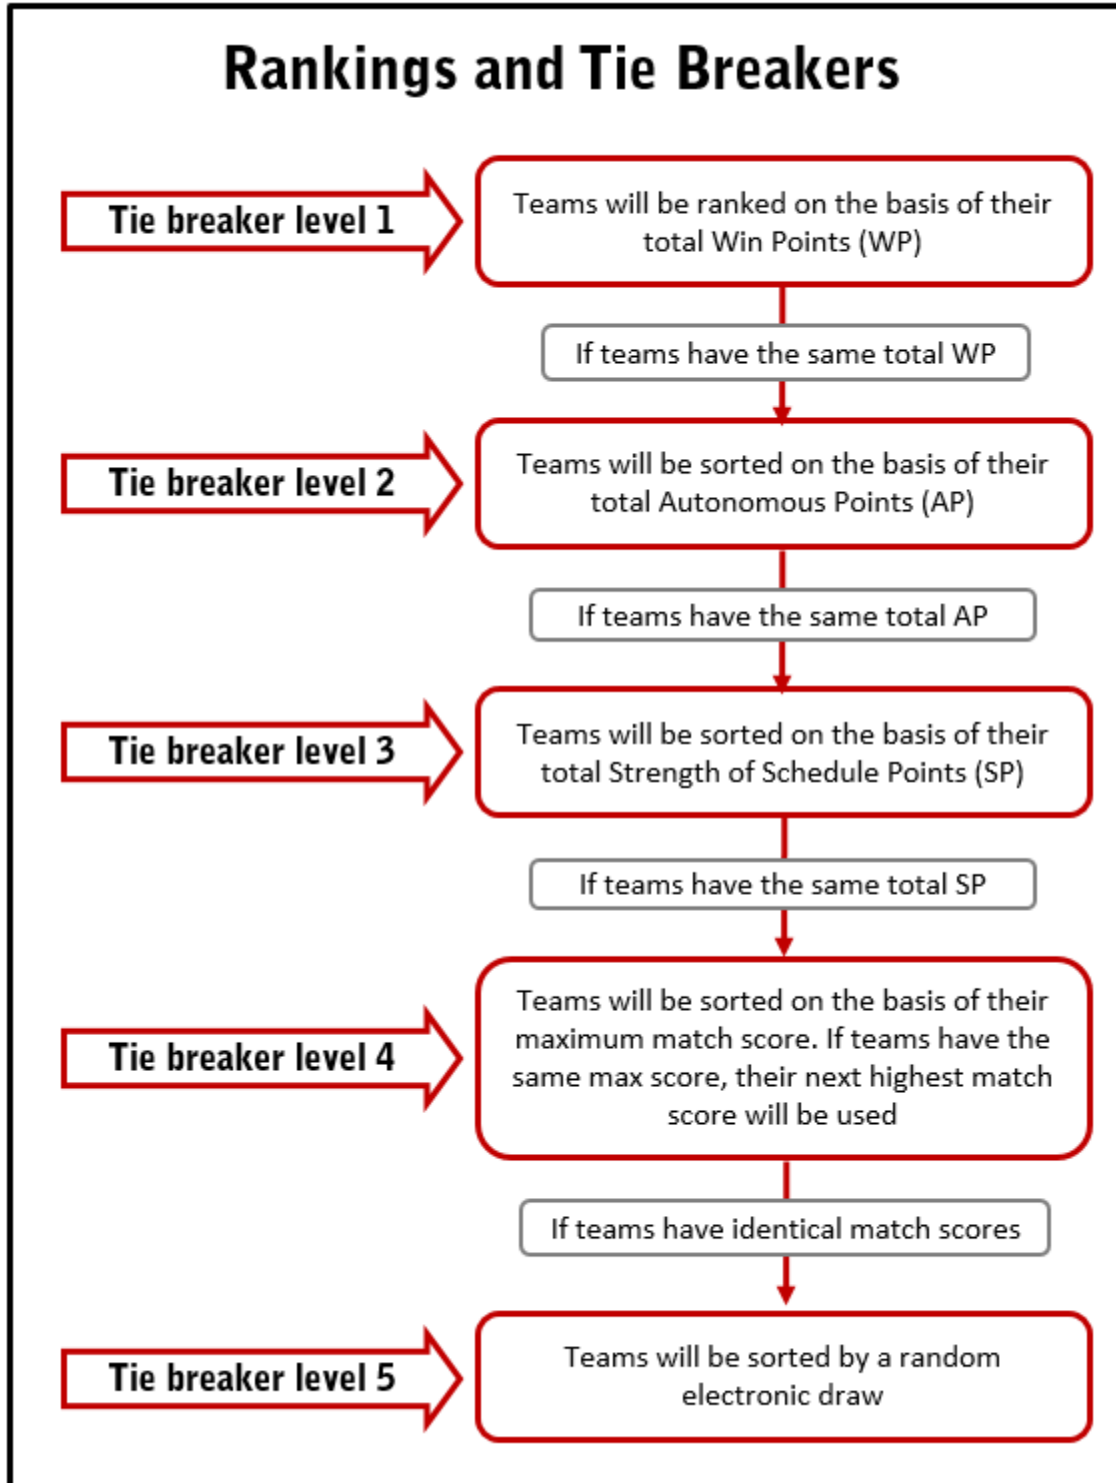 Rankings and Tie Breakers
Tie breaker level 1
Teams will be ranked on the basis of their
total Win Points (WP)
If teams have the same total WP
Tie breaker level 2
Teams will be sorted on the basis of their
total Autonomous Points (AP)
If teams have the same total AP
Tie breaker level 3
Teams will be sorted on the basis of their
total Strength of Schedule Points (SP)
If teams have the same total SP
Tie breaker level 4
Teams will be sorted on the basis of their
maximum match score. If teams have the
same max score, their next highest match
score will be used
If teams have identical match scores
Tie breaker level 5
Teams will be sorted by a random
electronic draw